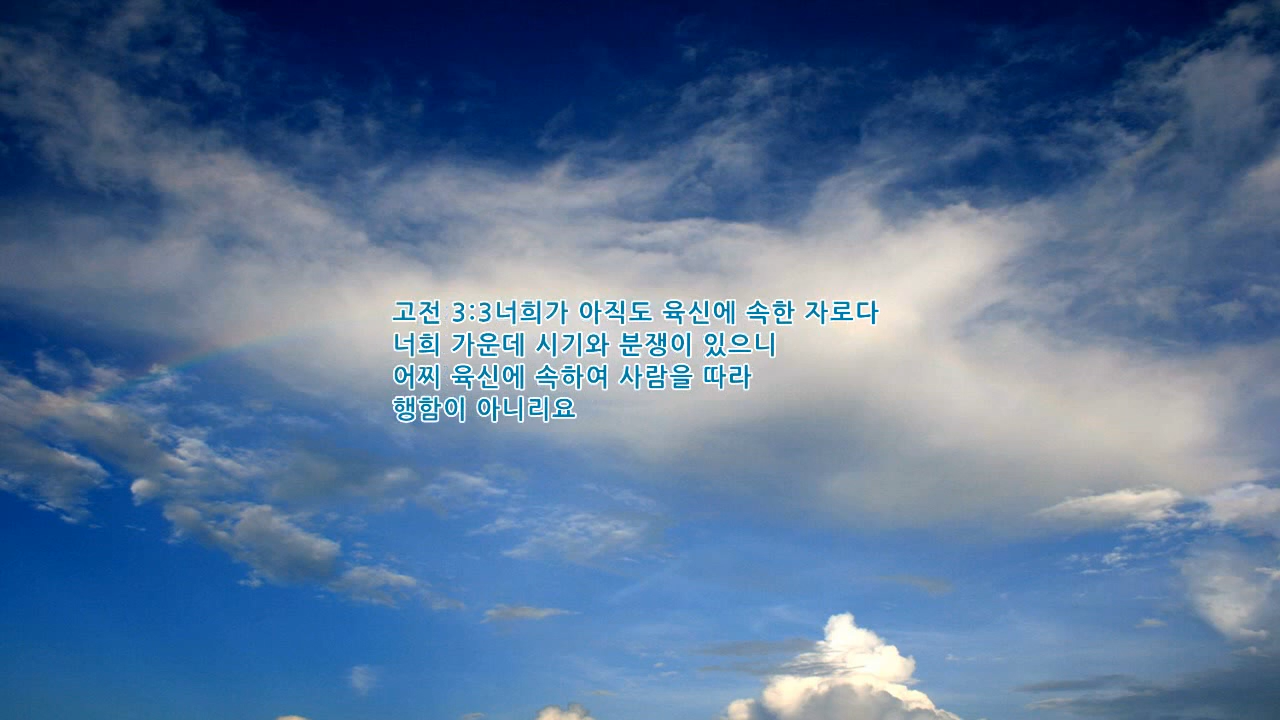 고전 3:3너희가 아직도 육신에 속한 자로다
너희 가운데 시기와 분쟁이 있으니
어찌 육신에 속하여 사람을 따라
행함이 아니리요